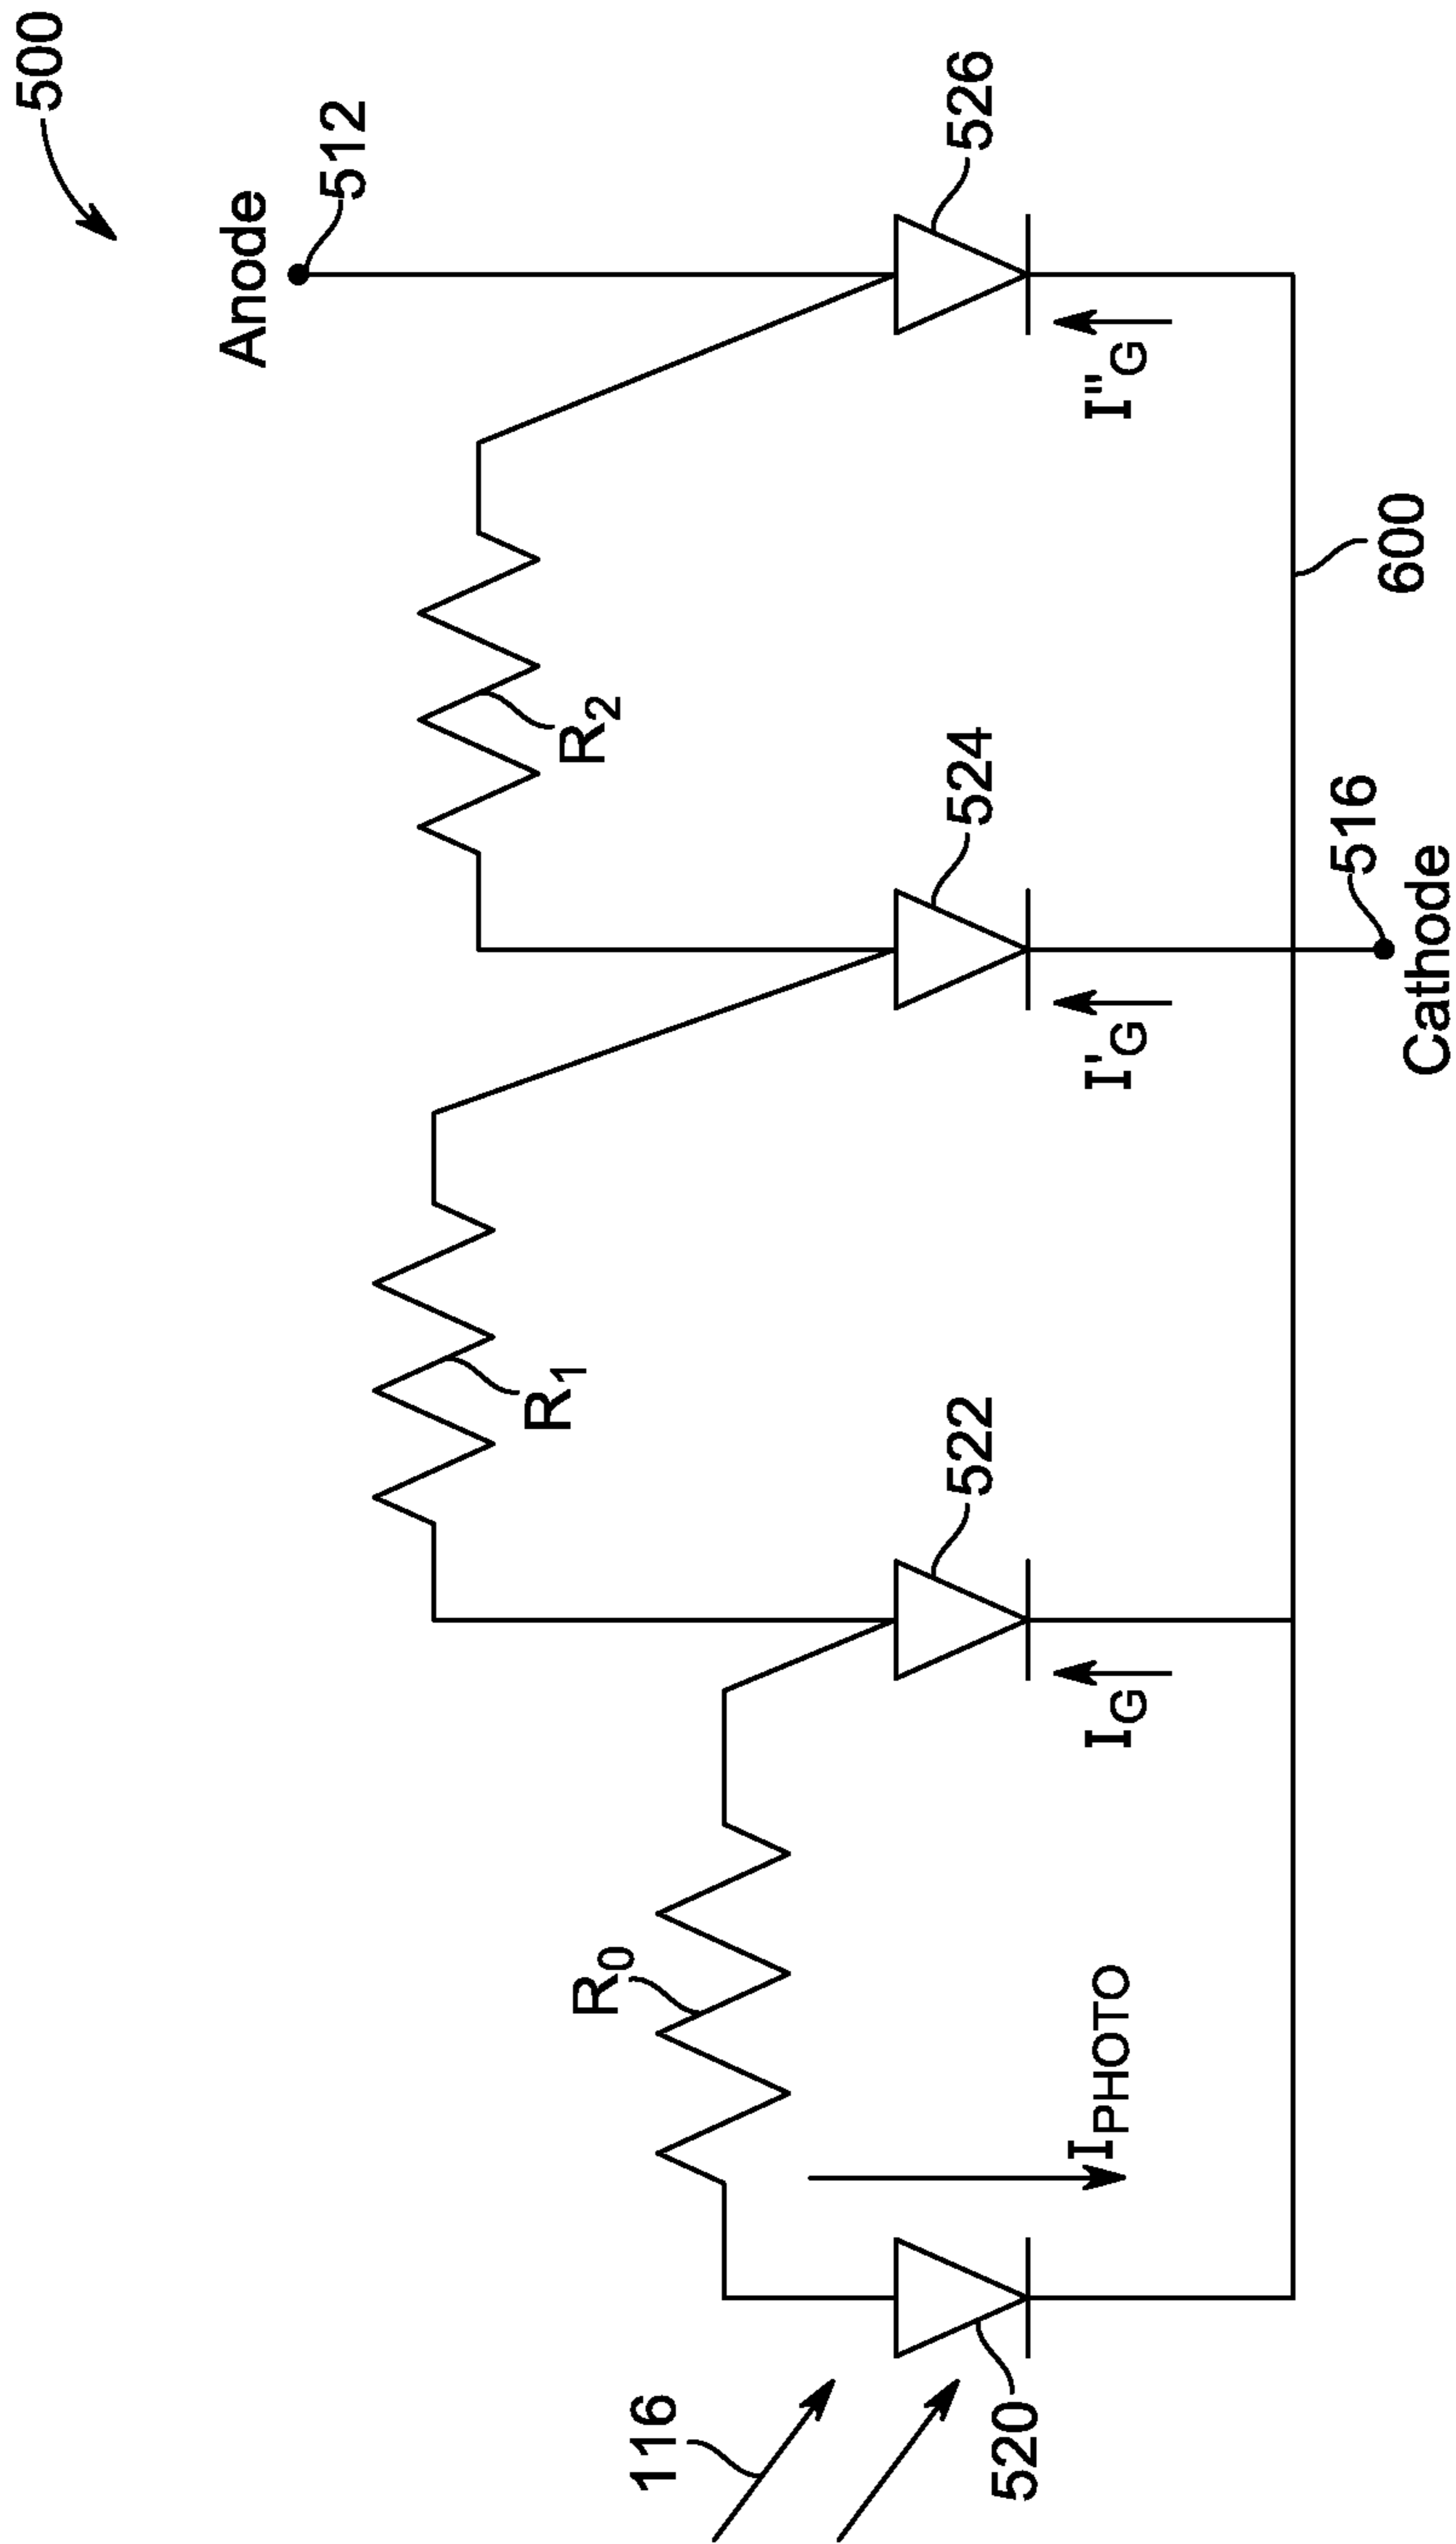 500
Anode
512
526
R2
I"G
600
524
516
Cathode
I'G
R1
522
IG
R0
IPHOTO
116
520